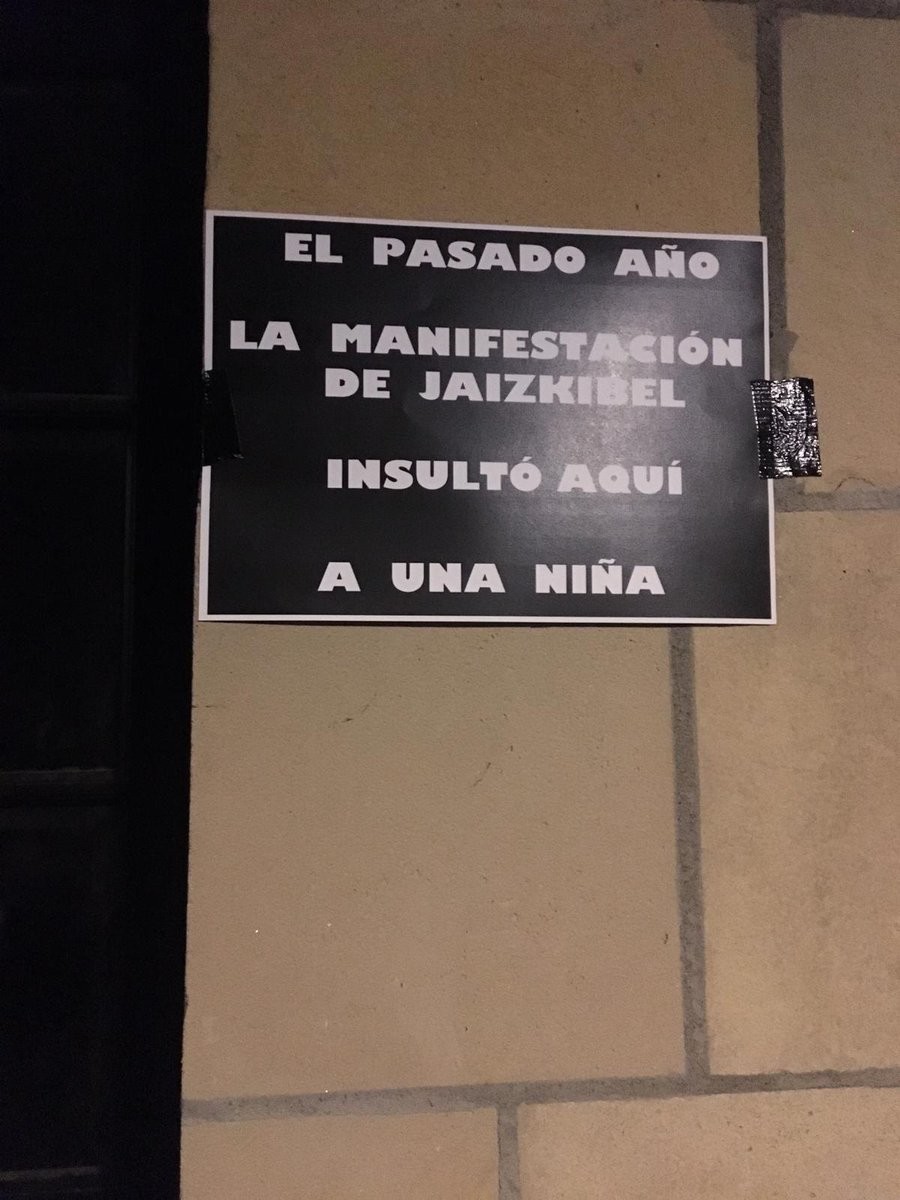 EL PASADO AÑO
LA MANIFESTACIÓN
DE JAIZKIBEL
INSULTÓ AQUÍ
A UNA NIÑA